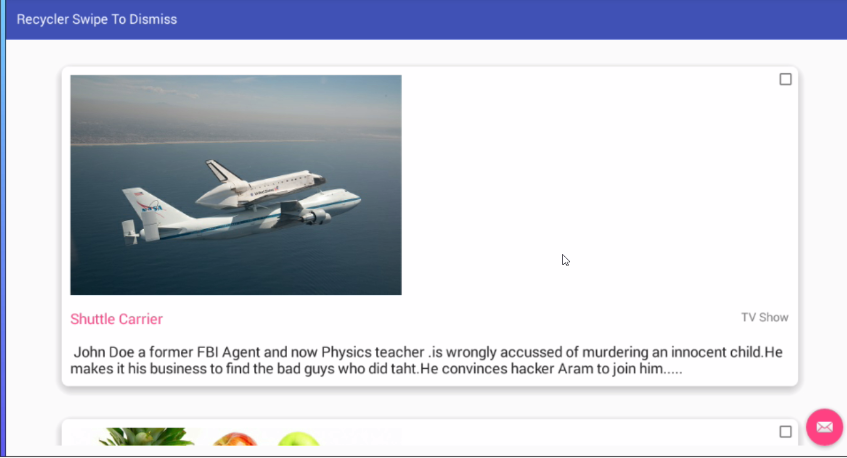 Recycler Swipe To Dismiss
NASA
Shuttle Carrier
TV Show
John Doe a former FBI Agent and now Physics teacher .is wrongly accussed of murdering an innocent child.He
makes it his business to find the bad guys who did taht.He convinces hacker Aram to join him.....